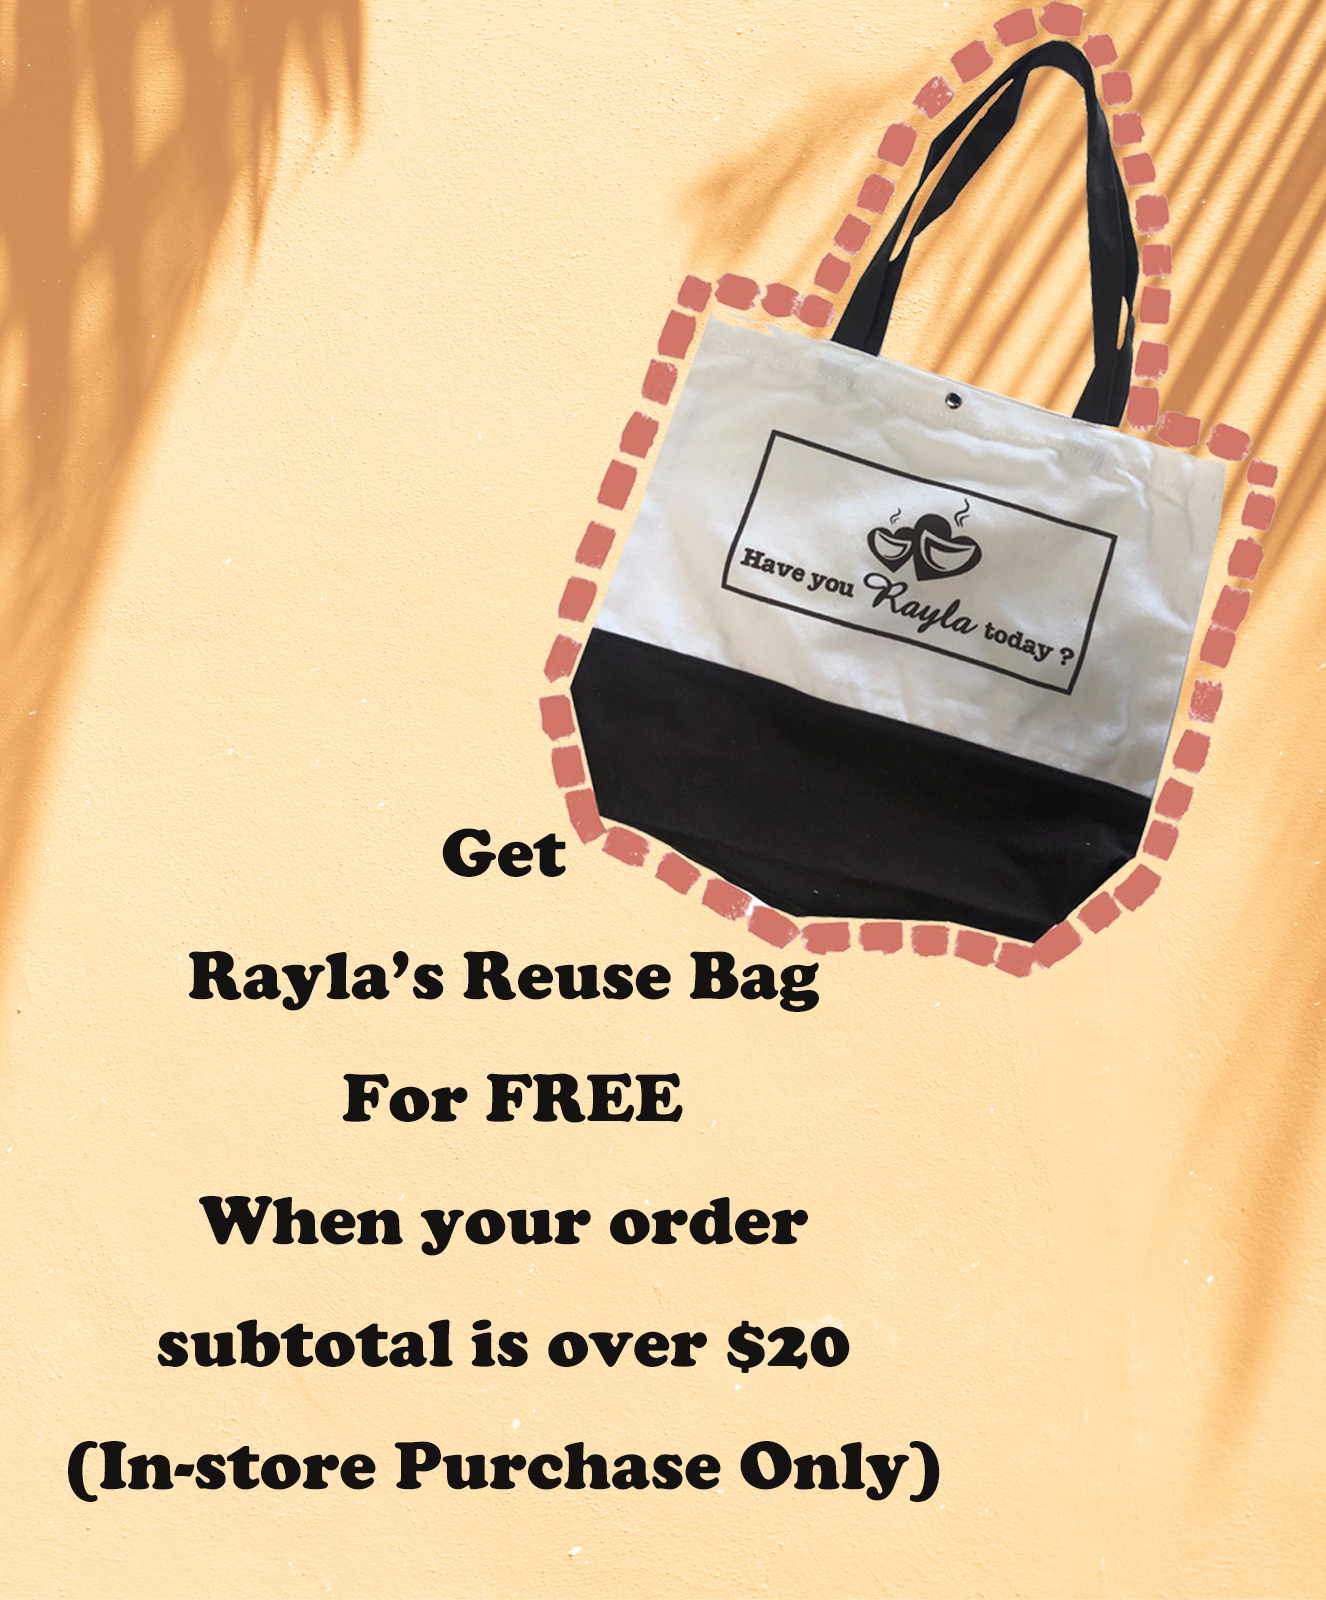 Have you Rayla today ?
Get
Rayla’s Reuse Bag
For FREE
When your order
subtotal is over $20
(In-store Purchase Only)